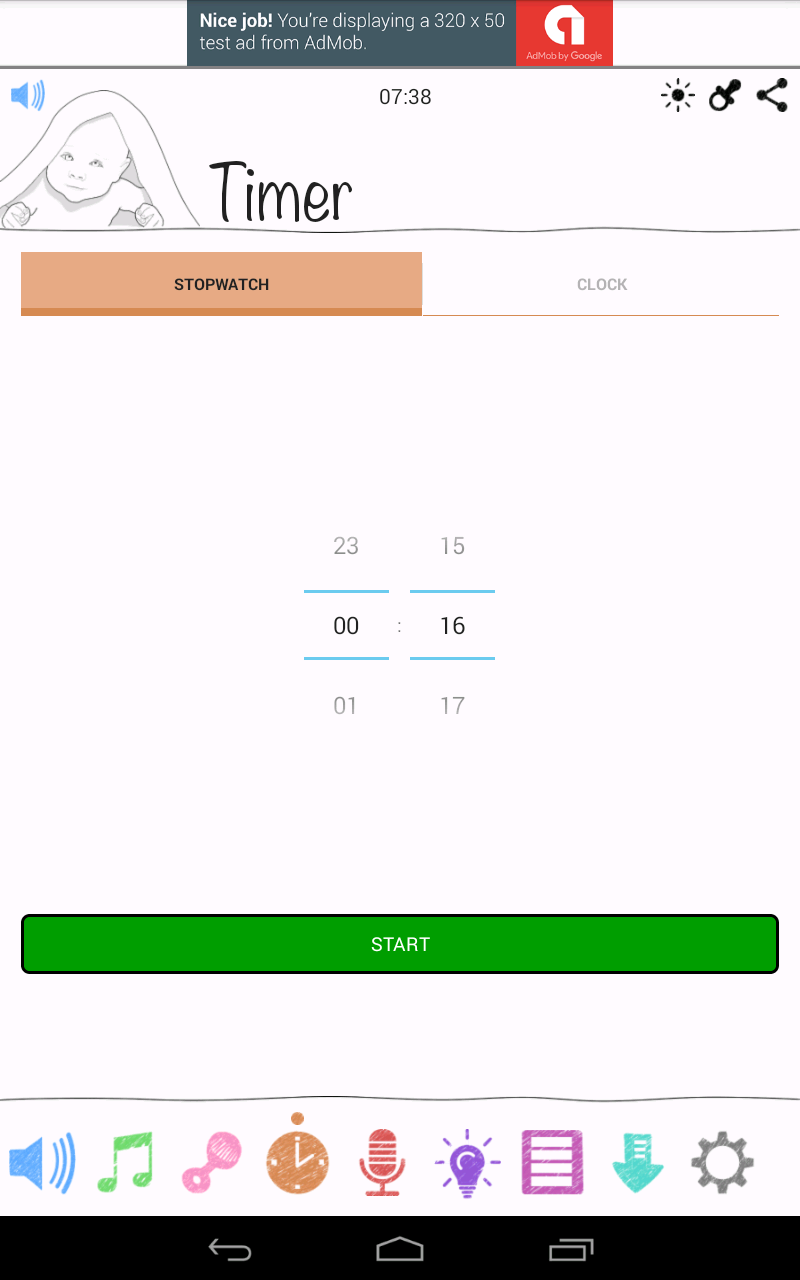 Nice job! You're displaying a 320 x 50
test ad from AdMob.
AdMob by Google
07:38
Timer
STOPWATCH
CLOCK
23 15
00 : 16
01 17
START